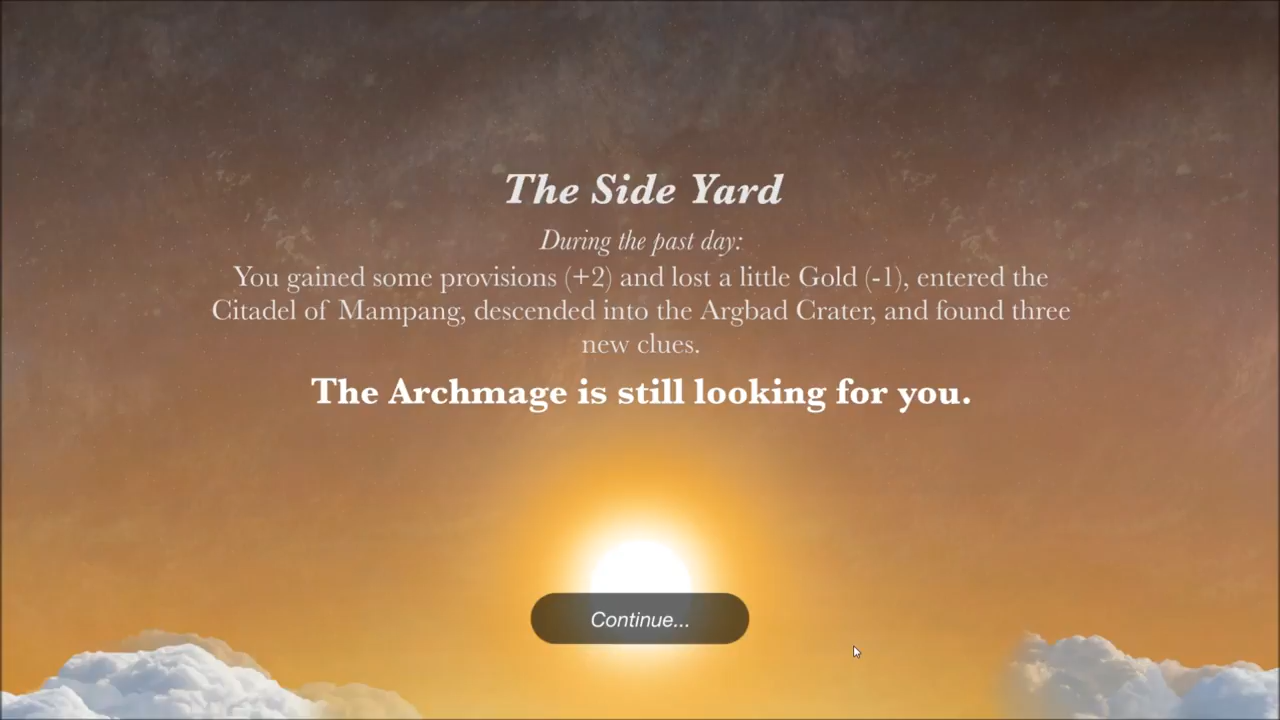 The Side Yard
During the past day:
You gained some provisions (+2) and lost a little Gold (-1), entered the
Citadel of Mampang, descended into the Argbad Crater, and found three
new clues.
The Archmage is still looking for you.
Continue...